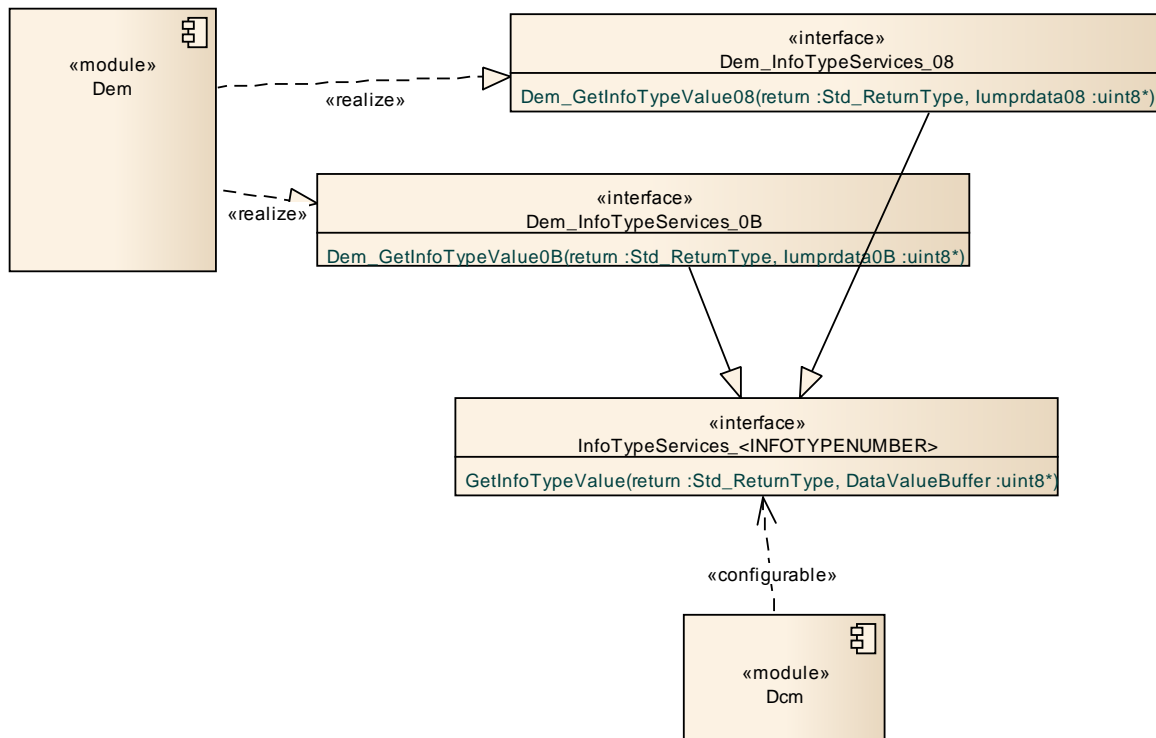 «module»
Dem
«realize»
«interface»
Dem_InfoTypeServices_08
Dem_GetInfoTypeValue08(return :Std_ReturnType, Iumprdata08 :uint8*)
«realize»
«interface»
Dem_InfoTypeServices_0B
Dem_GetInfoTypeValue0B(return :Std_ReturnType, Iumprdata0B :uint8*)
«interface»
InfoTypeServices_<INFOTYPENUMBER>
GetInfoTypeValue(return :Std_ReturnType, DataValueBuffer :uint8*)
«configurable»
«module»
Dcm